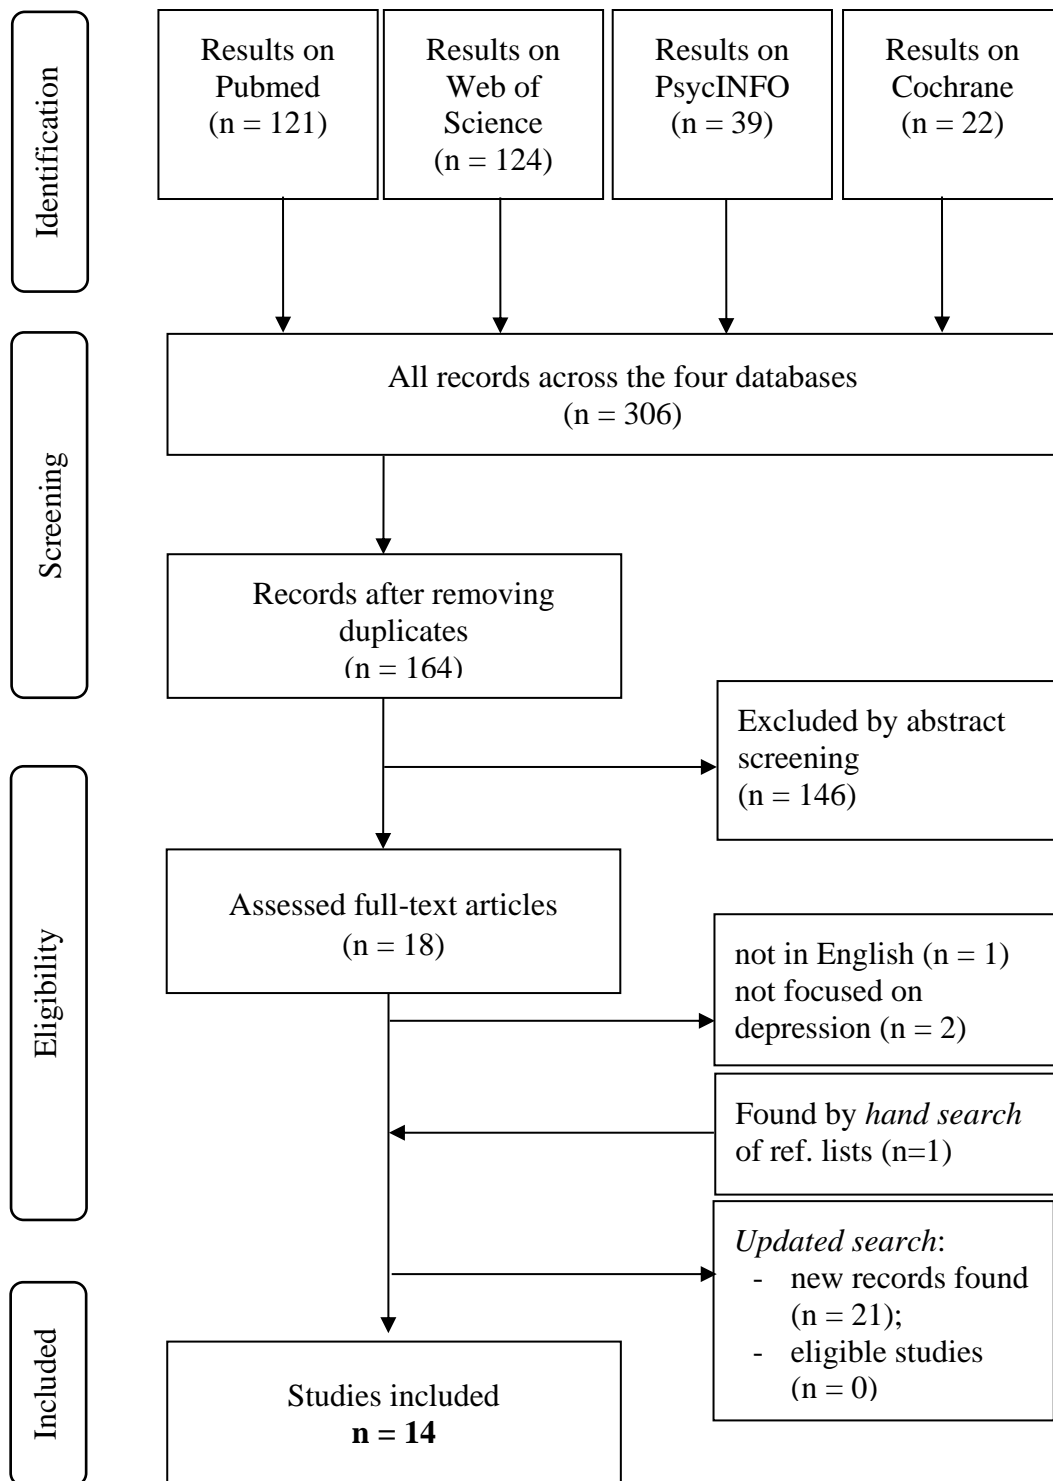 Identification
Results on
Pubmed
(n = 121)
Results on
Web of
Science
(n = 124)
Results on
PsycINFO
(n = 39)
Results on
Cochrane
(n = 22)
Screening
All records across the four databases
(n = 306)
Records after removing
duplicates
(n = 164)
Excluded by abstract
screening
(n = 146)
Eligibility
Assessed full-text articles
(n = 18)
not in English (n = 1)
not focused on
depression (n = 2)
Found by hand search
of ref. lists (n=1)
Updated search:
- new records found
(n = 21);
- eligible studies
(n = 0)
Included
Studies included
n = 14